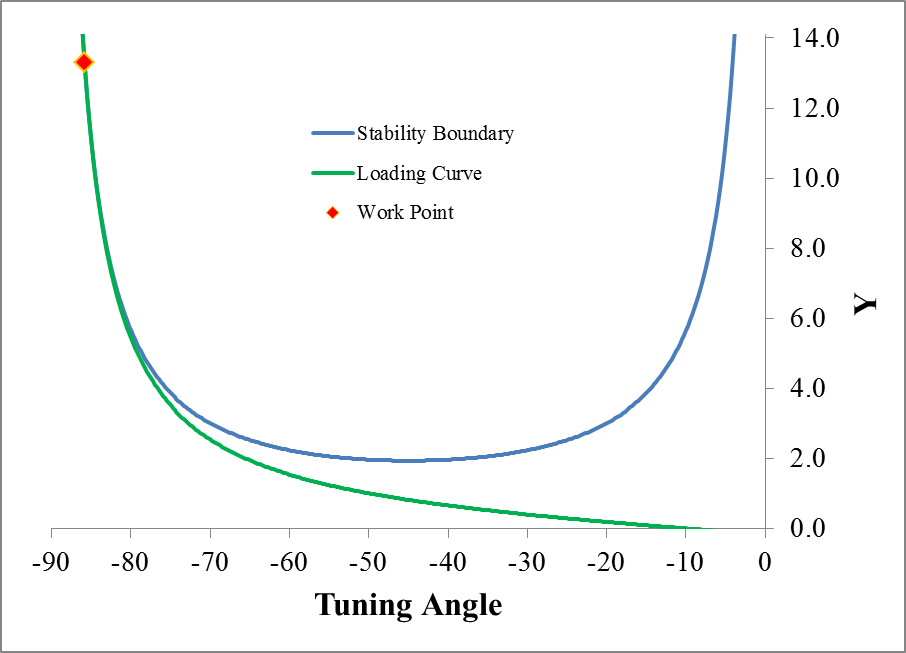 14.0
12.0
Stability Boundary
Loading Curve
10.0
Work Point
8.0
Y
6.0
4.0
2.0
0.0
-90 -80 -70 -60 -50 -40 -30 -20 -10 0
Tuning Angle